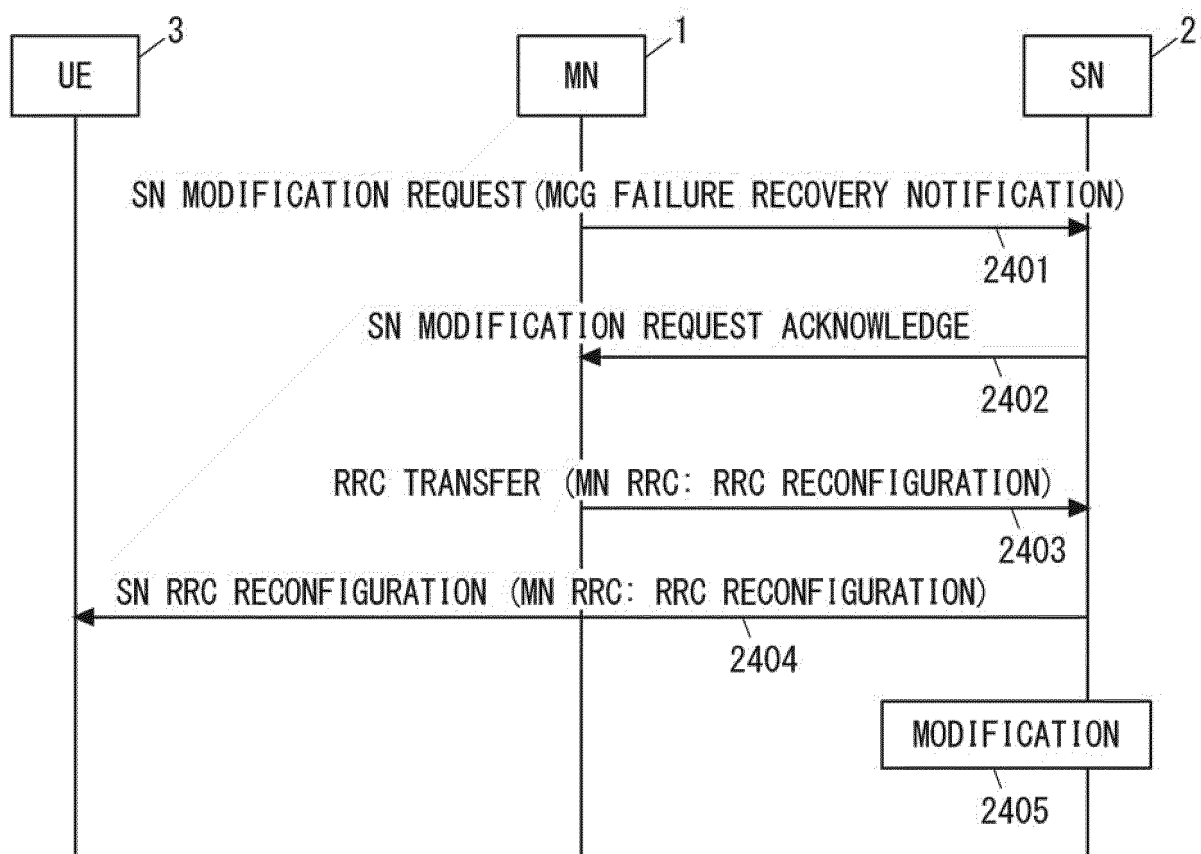 3
1
2
UE
MN
SN
SN MODIFICATION REQUEST(MCG FAILURE RECOVERY NOTIFICATION)
2401
SN MODIFICATION REQUEST ACKNOWLEDGE
2402
RRC TRANSFER (MN RRC: RRC RECONFIGURATION)
2403
SN RRC RECONFIGURATION (MN RRC: RRC RECONFIGURATION)
2404
MODIFICATION
2405